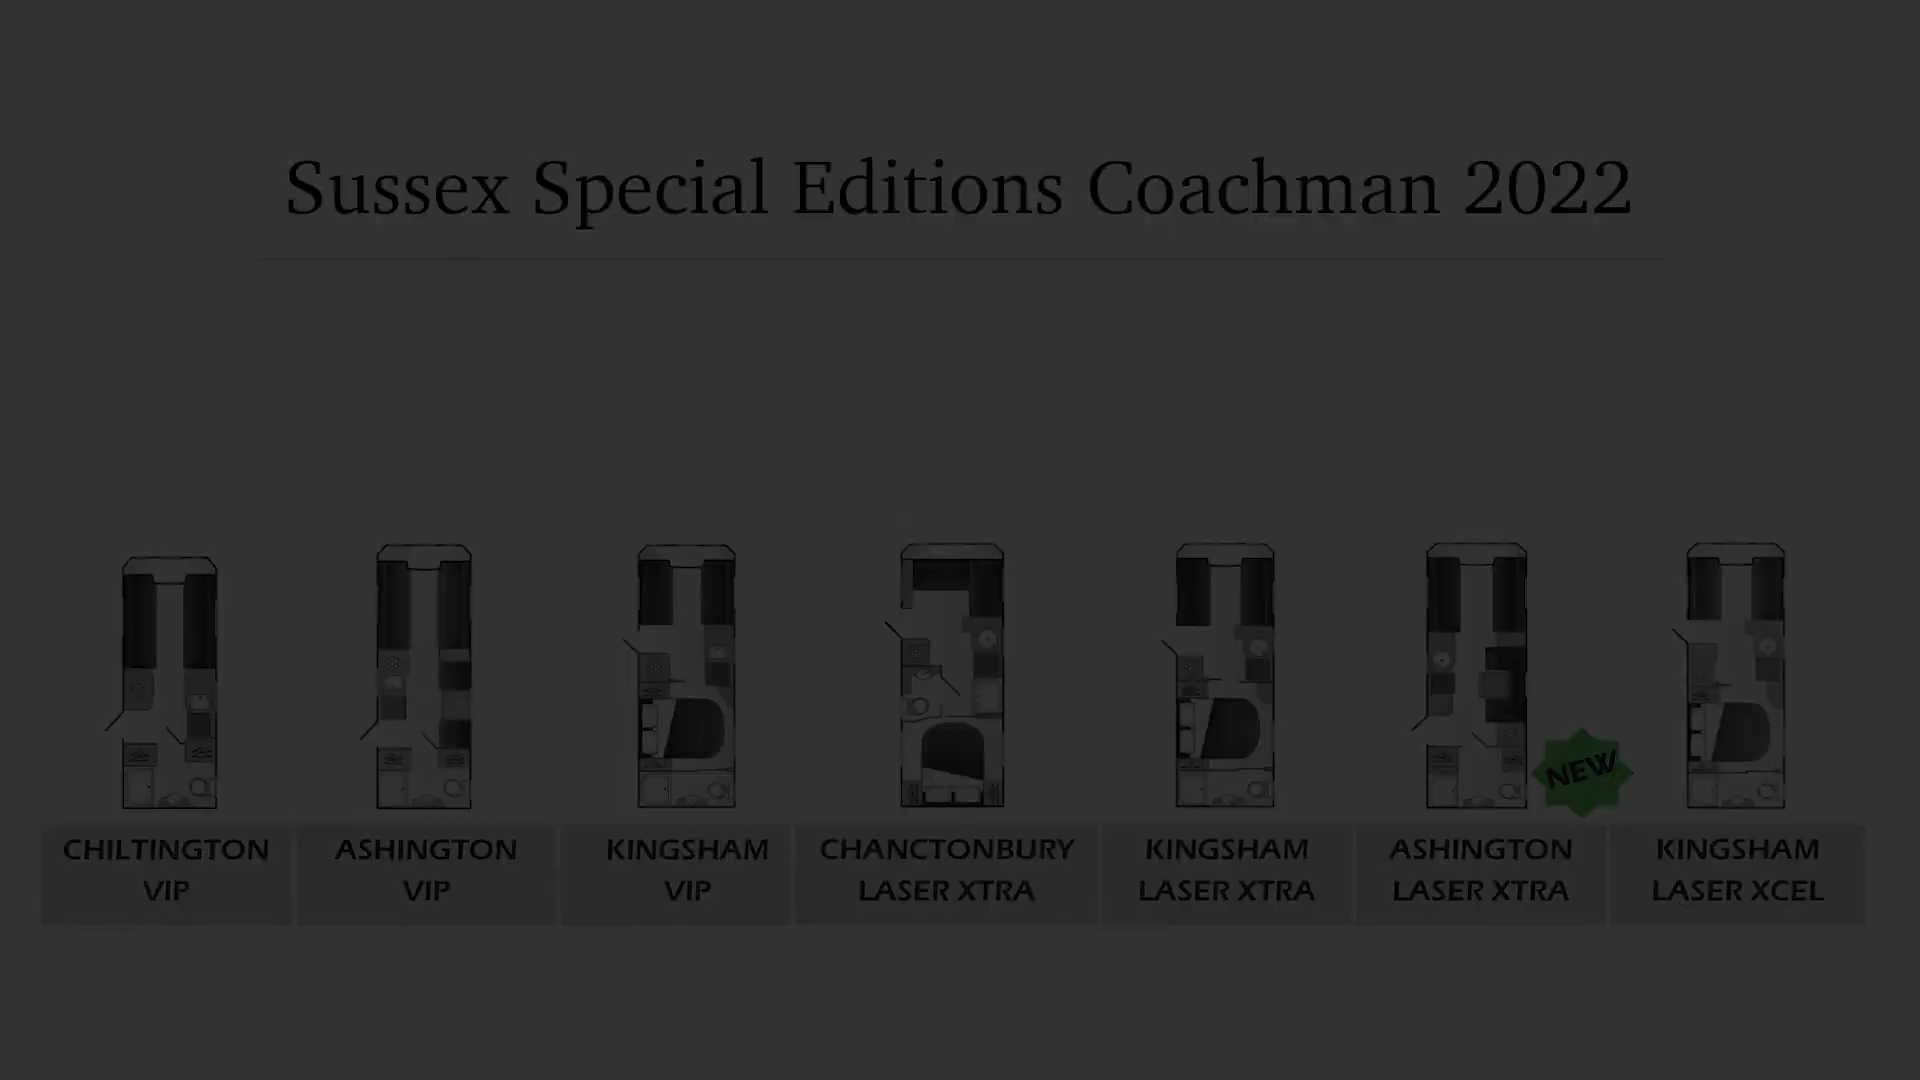 Sussex Special Editions Coachman 2022
NEW
CHILTINGTON
VIP
ASHINGTON
VIP
KINGSHAM
VIP
CHANCTONBURY
LASER XTRA
KINGSHAM
LASER XTRA
ASHINGTON
LASER XTRA
KINGSHAM
LASER XCEL